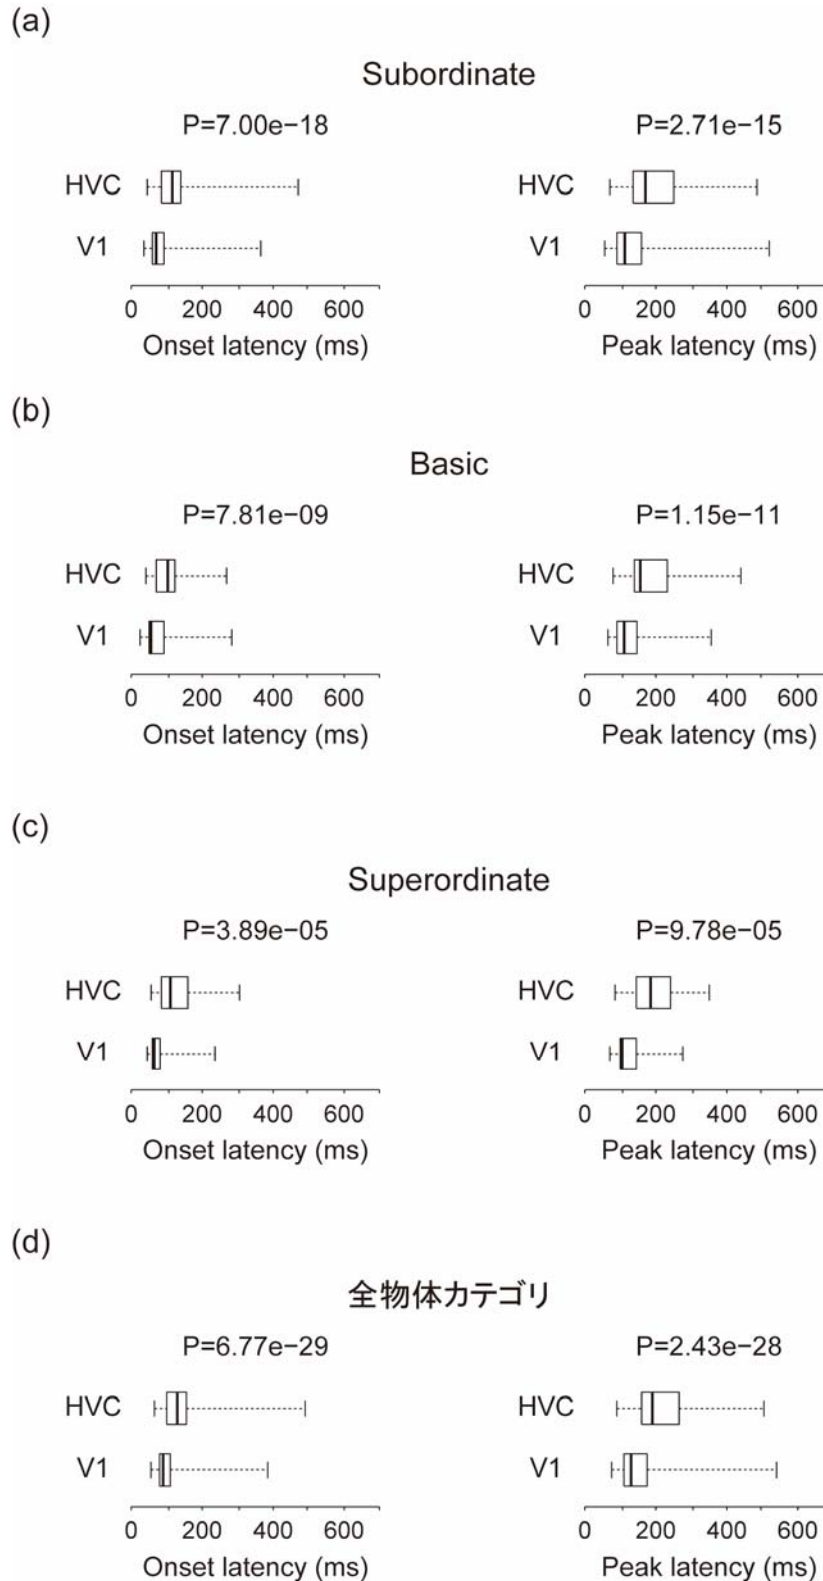 (a)
Subordinate
P=7.00e−18 P=2.71e−15
HVC HVC
V1 V1
0 200 400 600 0 200 400 600
Onset latency (ms) Peak latency (ms)
(b)
Basic
P=7.81e−09 P=1.15e−11
HVC HVC
V1 V1
0 200 400 600 0 200 400 600
Onset latency (ms) Peak latency (ms)
(c)
Superordinate
P=3.89e−05 P=9.78e−05
HVC HVC
V1 V1
0 200 400 600 0 200 400 600
Onset latency (ms) Peak latency (ms)
(d)
全物体カテゴリ
P=6.77e−29 P=2.43e−28
HVC HVC
V1 V1
0 200 400 600 0 200 400 600
Onset latency (ms) Peak latency (ms)